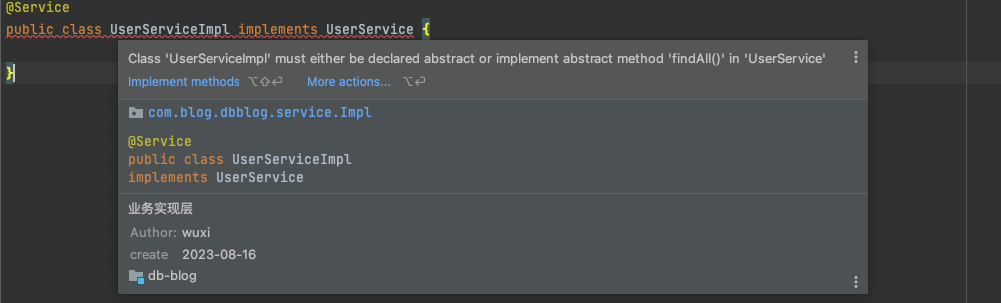 @Service
public class UserServiceImpl implements UserService {
}
Class 'UserServiceImpl' must either be declared abstract or implement abstract method 'findAll()' in 'UserService'
Implement methods ⌥⇧⏎ More actions... ⌥⏎
com.blog.dbblog.service.Impl
@Service
public class UserServiceImpl
implements UserService
业务实现层
Author: wuxi
create 2023-08-16
db-blog